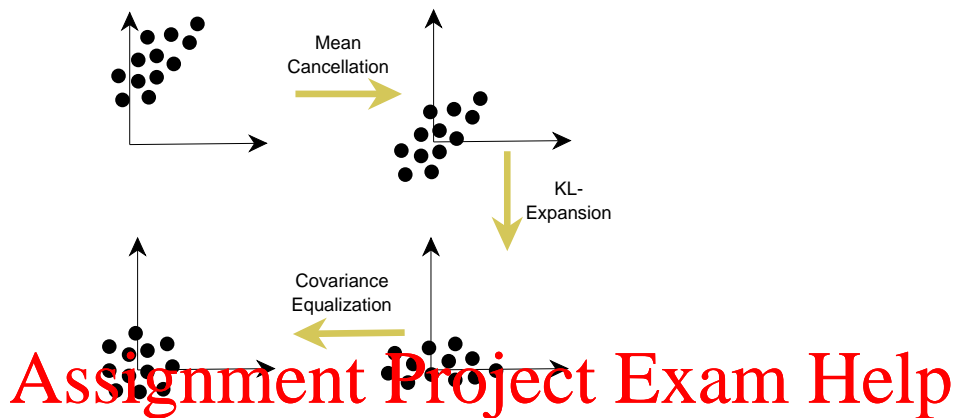 Mean
Cancellation
KL-
Expansion
Covariance
Equalization
Assignment Project Exam Help